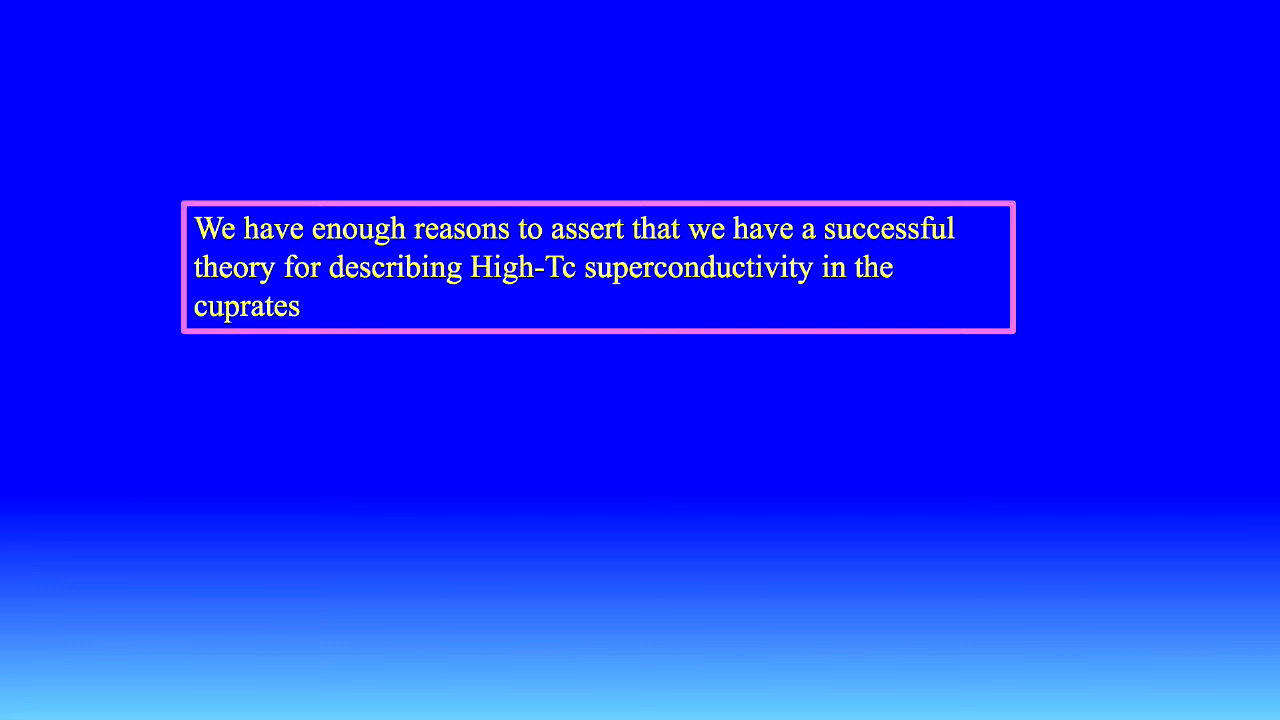 We have enough reasons to assert that we have a successful
theory for describing High-Tc superconductivity in the
cuprates